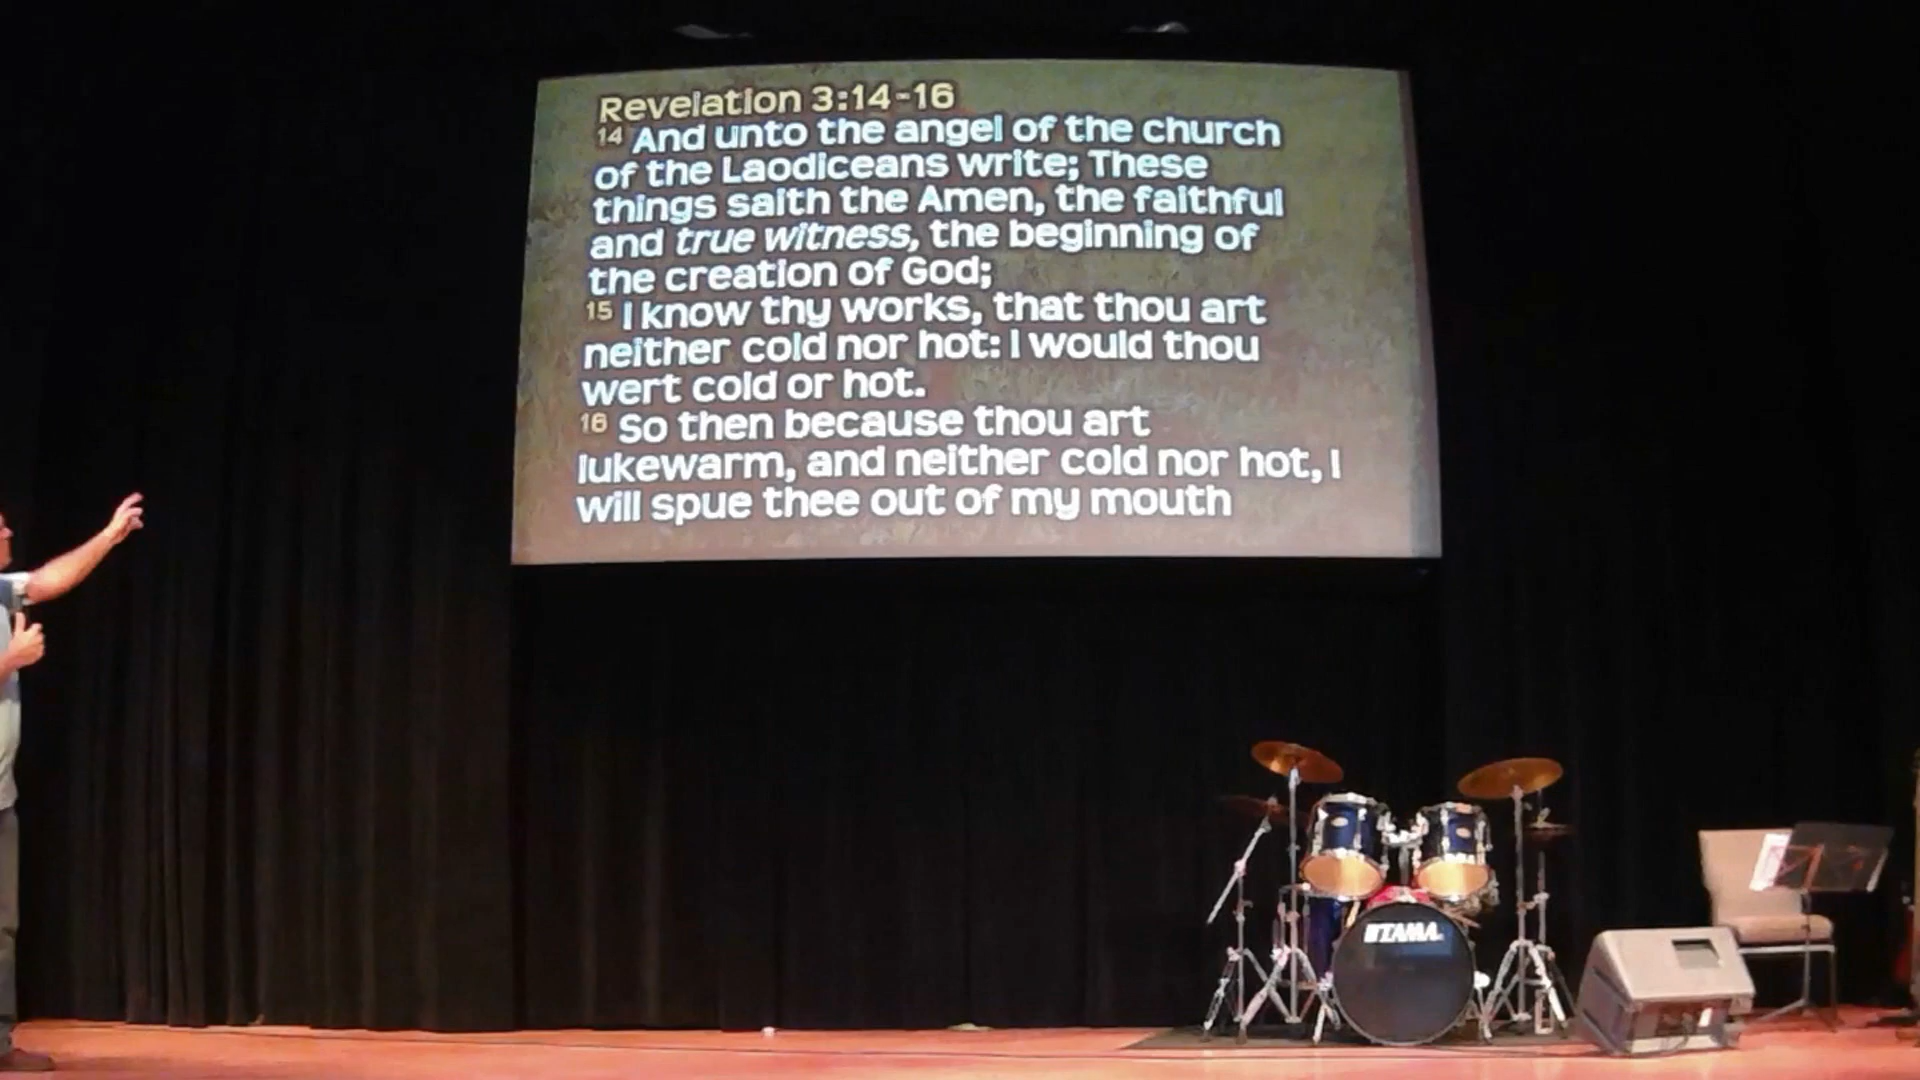 Revelation 3:14-16
14 And unto the angel of the church
of the Laodiceans write; These
things saith the Amen, the faithful
and true witness, the beginning of
the creation of God;
15 I know thy works, that thou art
neither cold nor hot: I would thou
wert cold or hot.
16 So then because thou art
lukewarm, and neither cold nor hot, I
will spue thee out of my mouth
TAMA